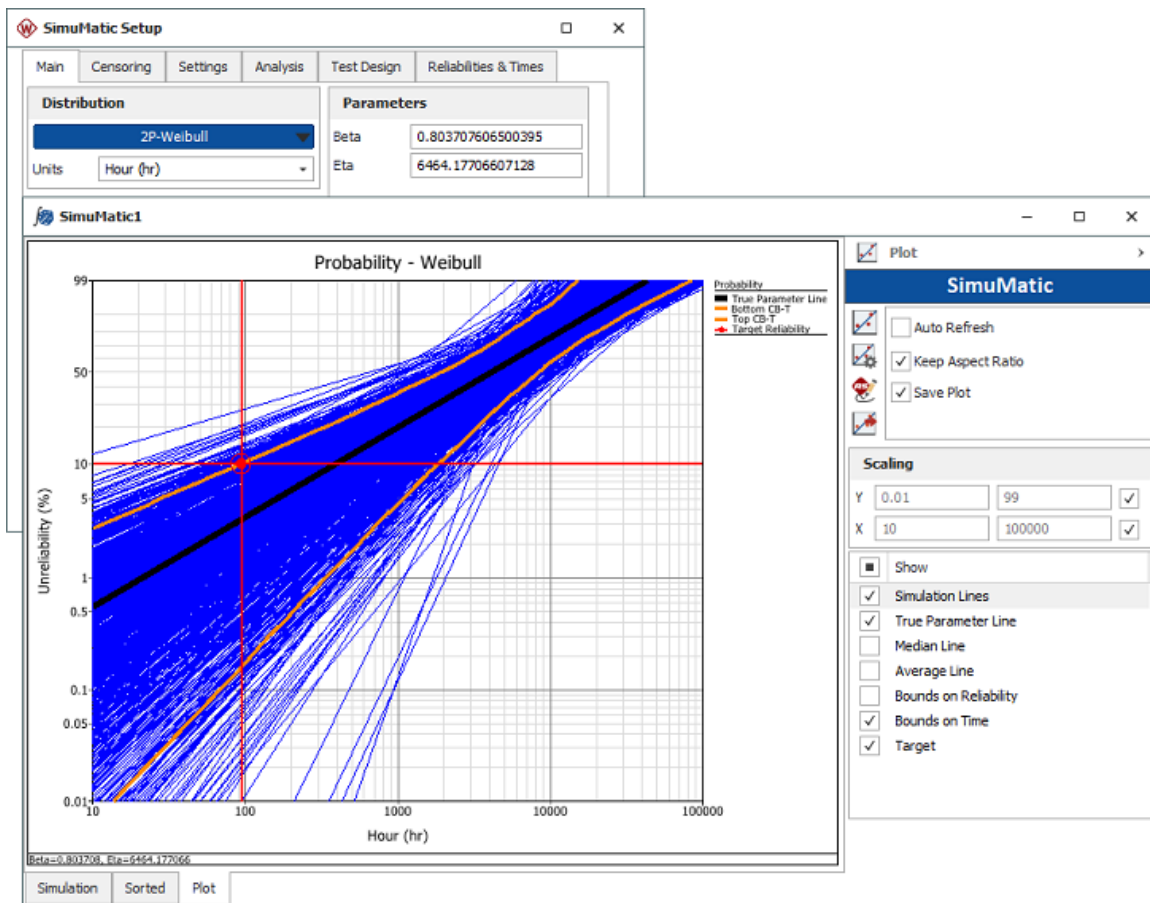 SimuMatic Setup
Main Censoring Settings Analysis Test Design Reliabilities & Times
Distribution
2P-Weibull
Units Hour (hr)
Parameters
Beta 0.803707606500395
Eta 6464.17706607128
SimuMatic1
Probability - Weibull
Unreliability (%)
99
50
10
5
1
0.5
0.1
0.05
0.01
10 100 1000 10000 100000
Hour (hr)
Probability
True Parameter Line
Bottom CB-T
Top CB-T
Target Reliability
Beta=0.803708, Eta=6464.177066
Simulation Sorted Plot
Plot
SimuMatic
Auto Refresh
Keep Aspect Ratio
Save Plot
Scaling
Y 0.01 99
X 10 100000
Show
Simulation Lines
True Parameter Line
Median Line
Average Line
Bounds on Reliability
Bounds on Time
Target